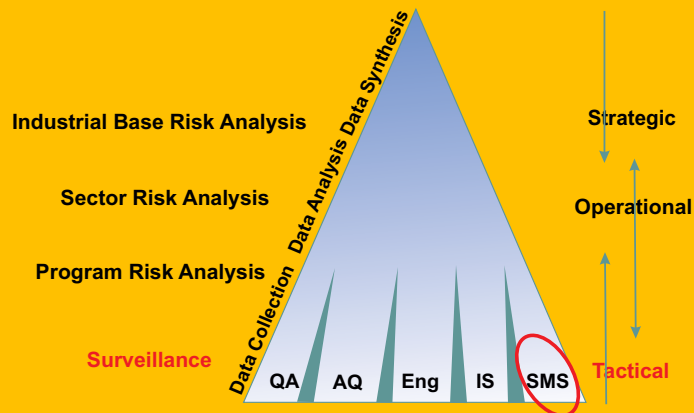 Data Collection Data Analysis Data Synthesis
Industrial Base Risk Analysis
Strategic
Sector Risk Analysis
Operational
Program Risk Analysis
Surveillance
Tactical
QA
AQ
Eng
IS
SMS